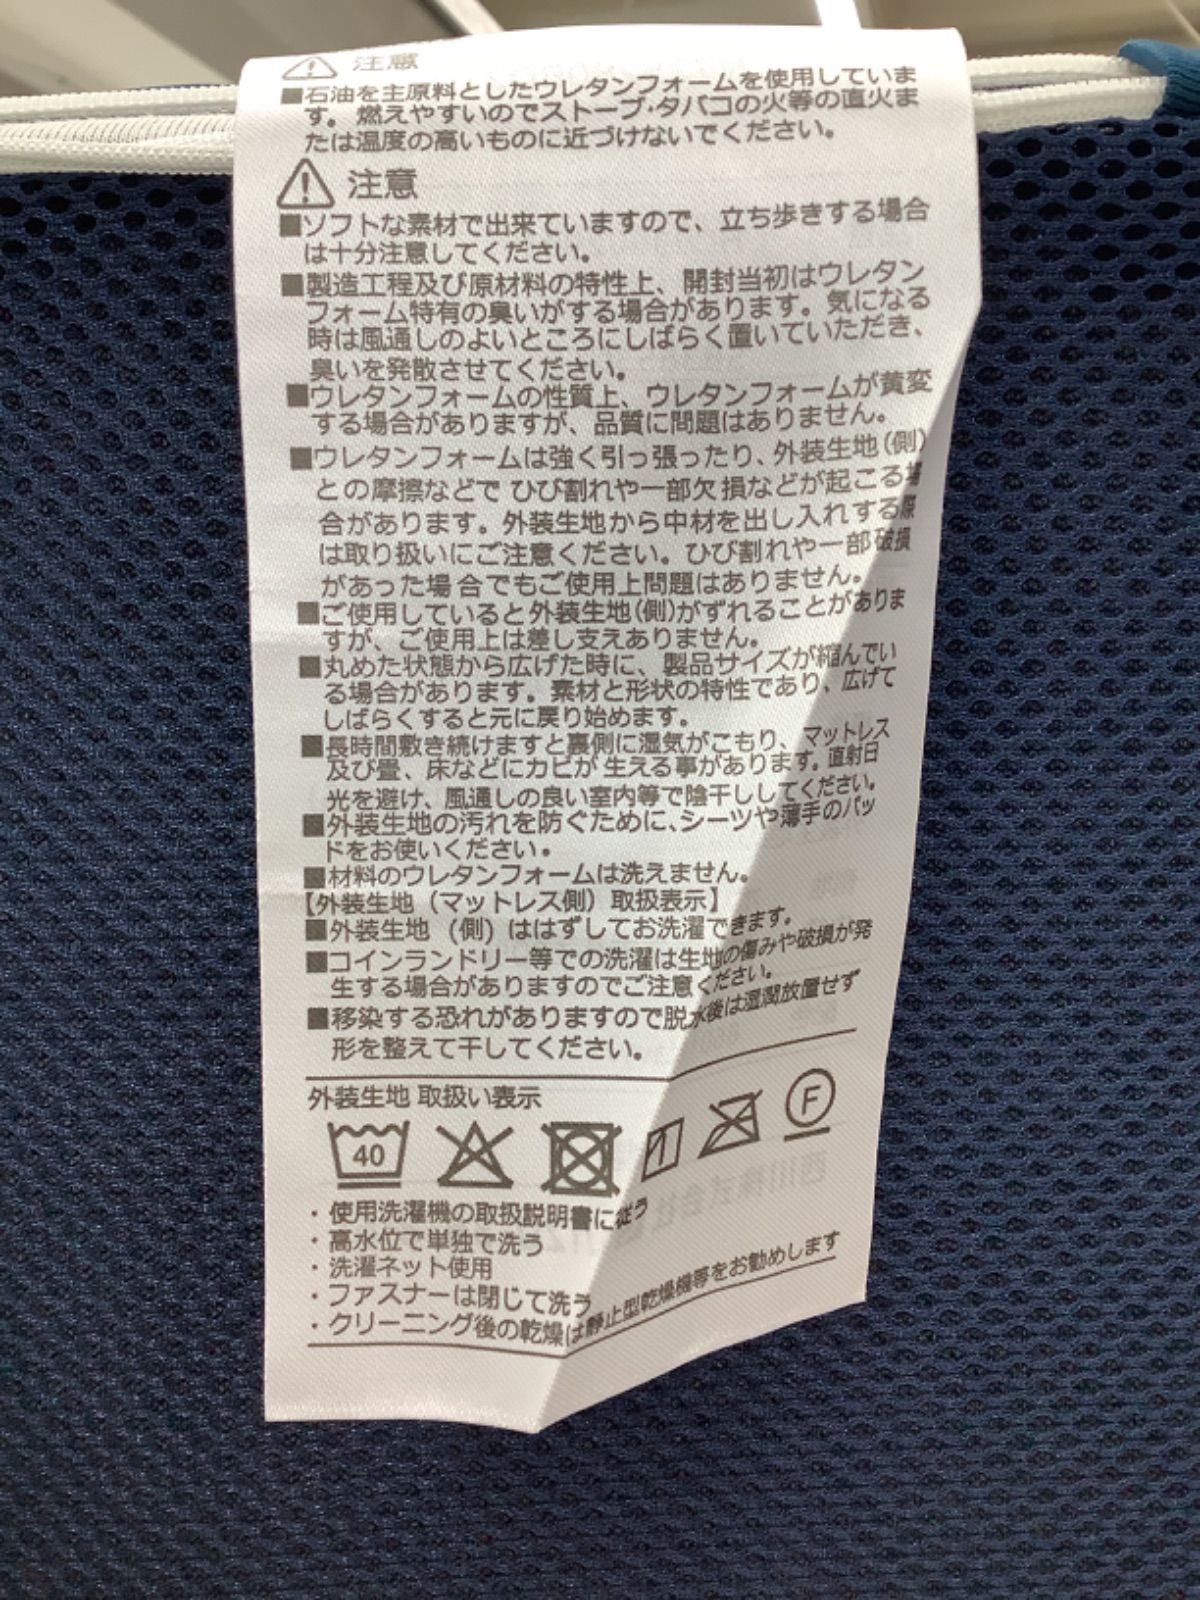 注意
■石油を主原料としたウレタンフォームを使用していま
す。燃えやすいのでストーブ・タバコの火等の直火ま
たは温度の高いものに近づけないでください。
注意
■ソフトな素材で出来ていますので、立ち歩きする場合
は十分注意してください。
■製造工程及び原材料の特性上、開封当初はウレタン
フォーム特有の臭いがする場合があります。気になる
時は風通しのよいところにしばらく置いていただき、
臭いを発散させてください。
■ウレタンフォームの性質上、ウレタンフォームが黄変
する場合がありますが、品質に問題はありません。
■ウレタンフォームは強く引っ張ったり、外装生地(側)
との摩擦などで ひび割れや一部欠損などが起こる場
合があります。外装生地から中材を出し入れする際
は取り扱いにご注意ください。ひび割れや一部破損
があった場合でもご使用上問題はありません。
■ご使用していると外装生地(側)がずれることがありま
すが、ご使用上は差し支えありません。
■丸めた状態から広げた時に、製品サイズが縮んでい
る場合があります。素材と形状の特性であり、広げて
しばらくすると元に戻り始めます。
■長時間敷き続けますと裏側に湿気がこもり、マットレス
及び畳、床などにカビが生える事があります。直射日
光を避け、風通しの良い室内等で陰干ししてください。
■外装生地の汚れを防ぐために、シーツや薄手のパッ
ドをお使いください。
■材料のウレタンフォームは洗えません。
【外装生地（マットレス側）取扱表示】
■外装生地 (側) ははずしてお洗濯できます。
■コインランドリー等での洗濯は生地の傷みや破損が発
生する場合がありますのでご注意ください。
■移染する恐れがありますので脱水後は湿潤放置せず
形を整えて干してください。
外装生地 取扱い表示
40 F
・使用洗濯機の取扱説明書に従う
・高水位で単独で洗う
・洗濯ネット使用
・ファスナーは閉じて洗う
・クリーニング後の乾燥は静止型乾燥機等をお勧めします